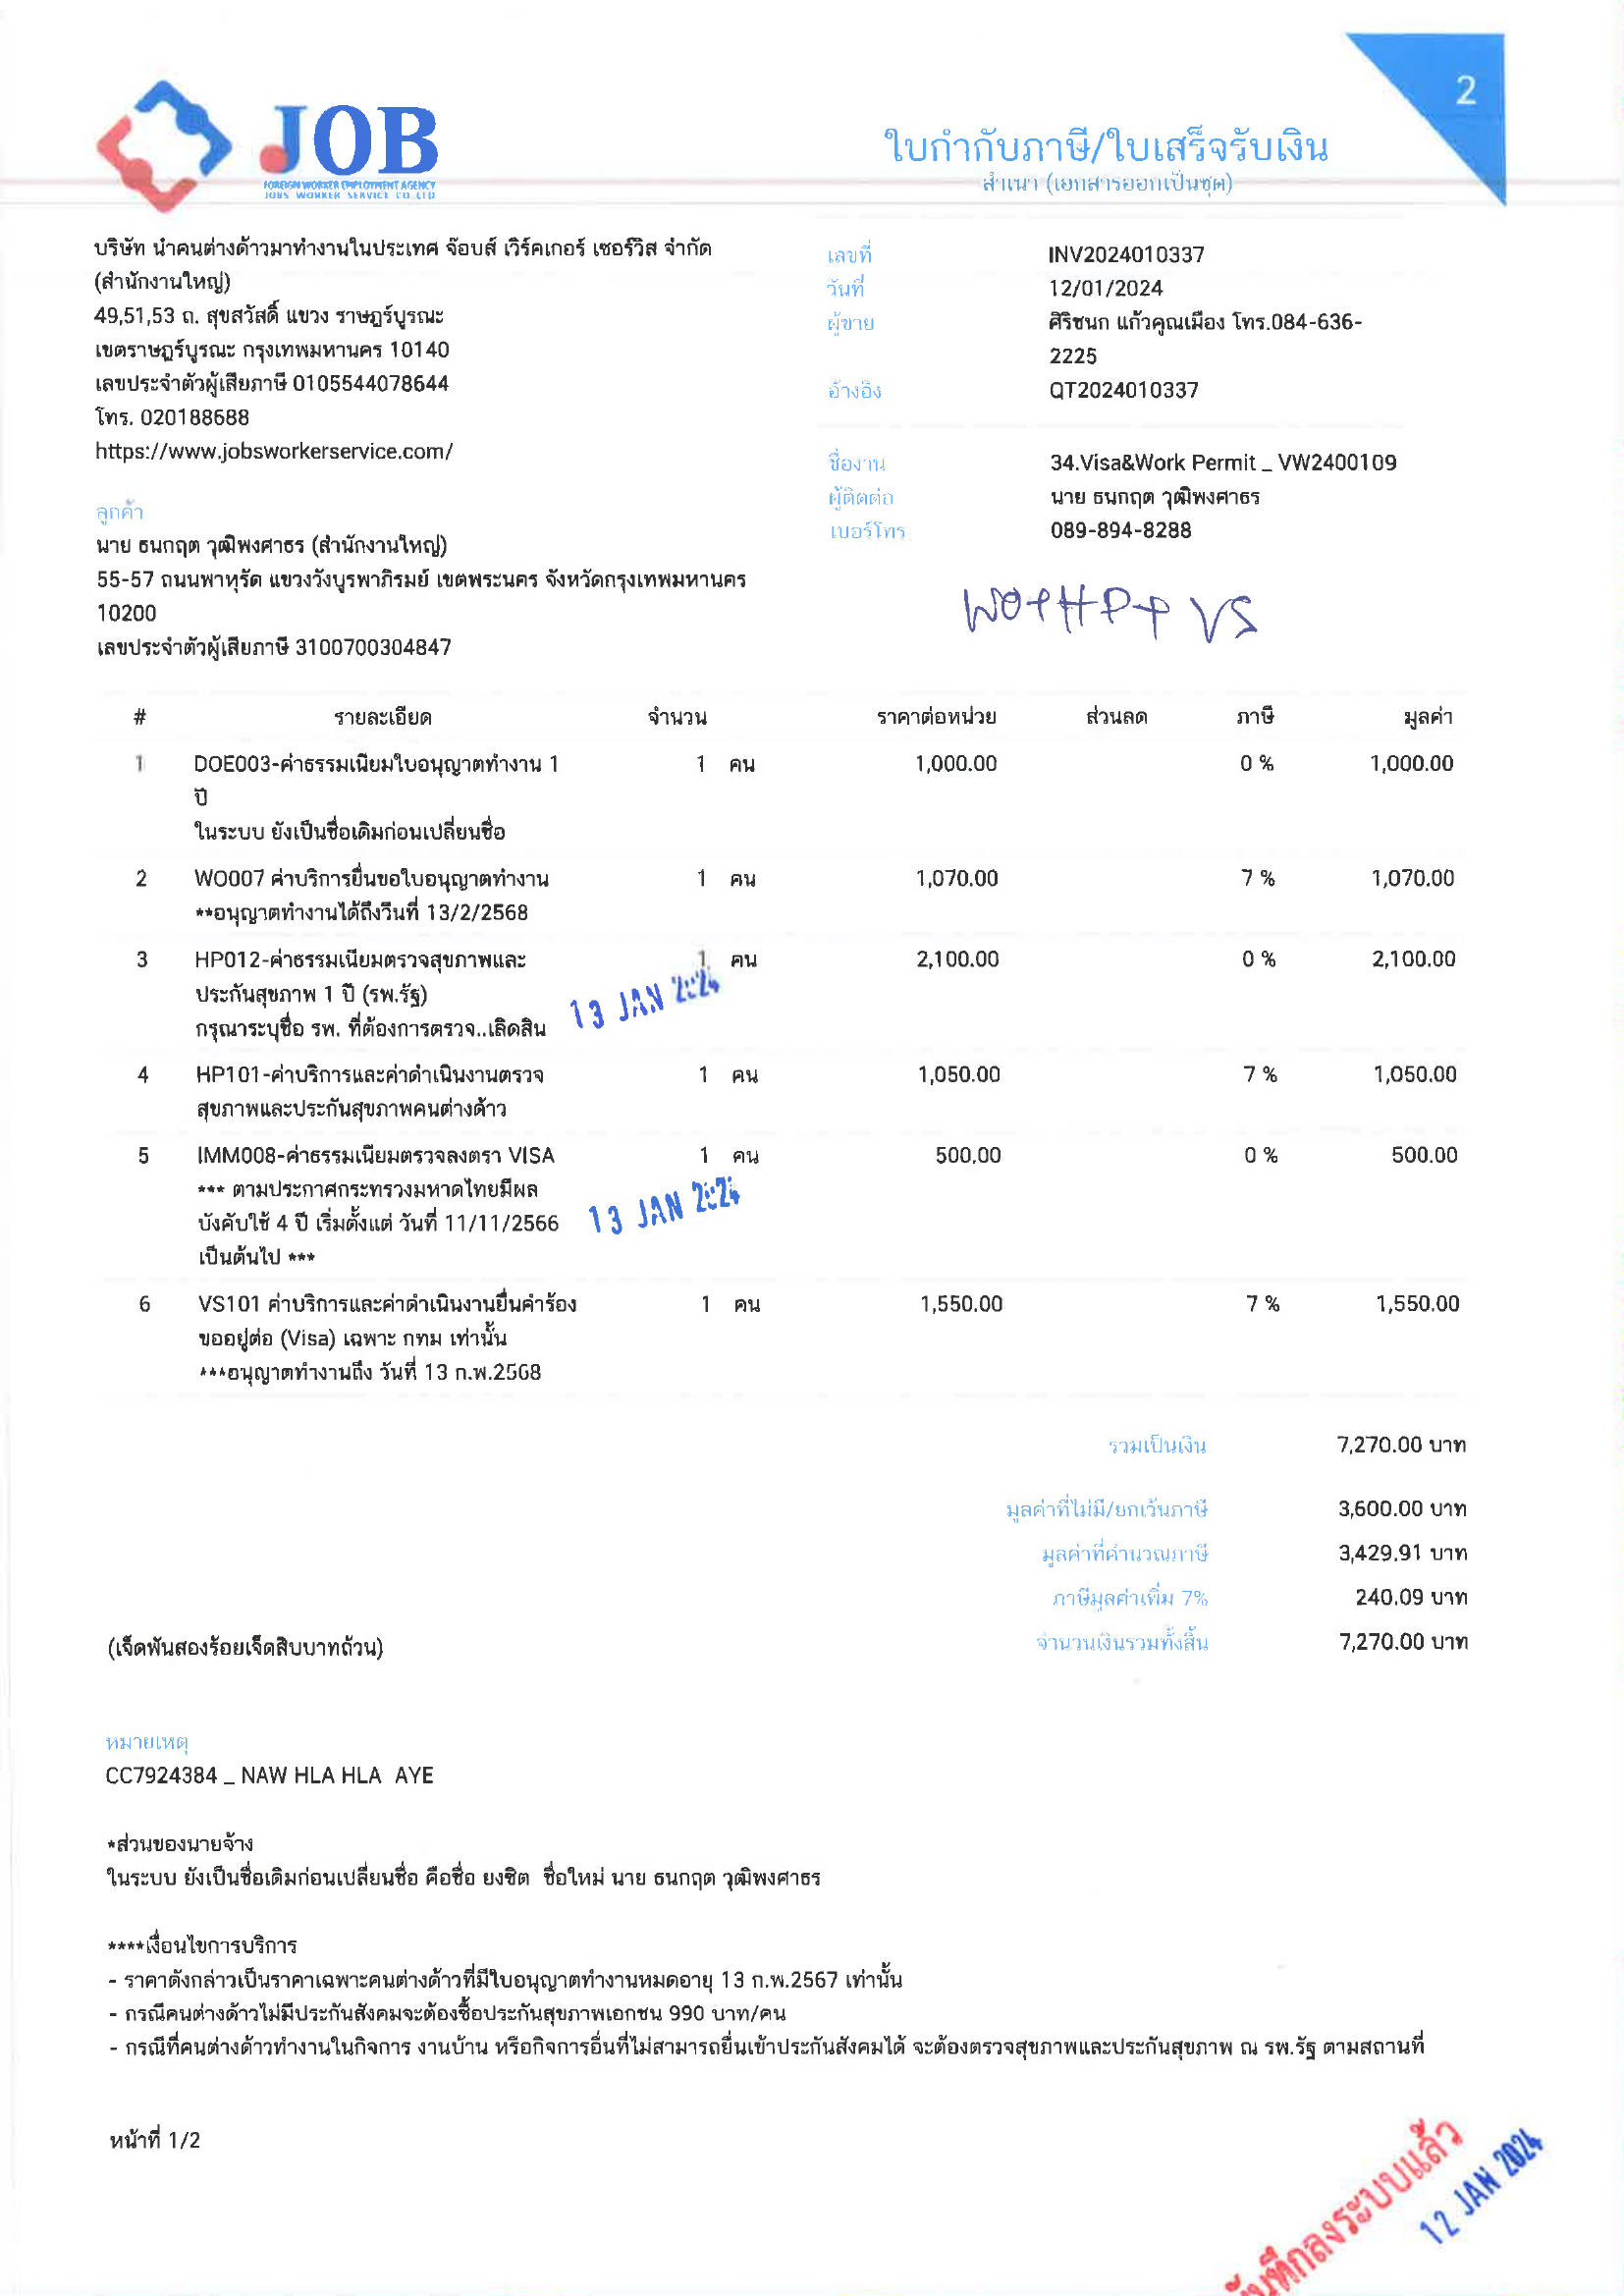 2
JOB
FOREIGN WORKER EMPLOYMENT AGENCY
JOBS WORKER SERVICE CO.,LTD
ใบกำกับภาษี/ใบเสร็จรับเงิน
สำเนา (เอกสารออกเป็นชุด)
บริษัท นำคนต่างด้าวมาทำงานในประเทศ จ๊อบส์ เวิร์คเกอร์ เซอร์วิส จำกัด
(สำนักงานใหญ่)
49,51,53 ถ. สุขสวัสดิ์ แขวง ราษฎร์บูรณะ
เขตราษฎร์บูรณะ กรุงเทพมหานคร 10140
เลขประจำตัวผู้เสียภาษี 0105544078644
โทร. 020188688
https://www.jobsworkerservice.com/
เลขที่ INV2024010337
วันที่ 12/01/2024
ผู้ขาย ศิริชนก แก้วคูณเมือง โทร.084-636-
2225
อ้างอิง QT2024010337
ชื่องาน 34.Visa&Work Permit _ VW2400109
ผู้ติดต่อ นาย ธนกฤต วุฒิพงศาธร
เบอร์โทร 089-894-8288
ลูกค้า
นาย ธนกฤต วุฒิพงศาธร (สำนักงานใหญ่)
55-57 ถนนพาหุรัด แขวงวังบูรพาภิรมย์ เขตพระนคร จังหวัดกรุงเทพมหานคร
10200
เลขประจำตัวผู้เสียภาษี 3100700304847
WO+HP+VS
# รายละเอียด จำนวน ราคาต่อหน่วย ส่วนลด ภาษี มูลค่า
1 DOE003-ค่าธรรมเนียมใบอนุญาตทำงาน 1 1 คน 1,000.00 0 % 1,000.00
ปี
ในระบบ ยังเป็นชื่อเดิมก่อนเปลี่ยนชื่อ
2 WO007 ค่าบริการยื่นขอใบอนุญาตทำงาน 1 คน 1,070.00 7 % 1,070.00
**อนุญาตทำงานได้ถึงวันที่ 13/2/2568
3 HP012-ค่าธรรมเนียมตรวจสุขภาพและ 1 คน 2,100.00 0 % 2,100.00
ประกันสุขภาพ 1 ปี (รพ.รัฐ)
13 JAN 2024
กรุณาระบุชื่อ รพ. ที่ต้องการตรวจ..เลิดสิน
4 HP101-ค่าบริการและค่าดำเนินงานตรวจ 1 คน 1,050.00 7 % 1,050.00
สุขภาพและประกันสุขภาพคนต่างด้าว
5 IMM008-ค่าธรรมเนียมตรวจลงตรา VISA 1 คน 500.00 0 % 500.00
*** ตามประกาศกระทรวงมหาดไทยมีผล
13 JAN 2024
บังคับใช้ 4 ปี เริ่มตั้งแต่ วันที่ 11/11/2566
เป็นต้นไป ***
6 VS101 ค่าบริการและค่าดำเนินงานยื่นคำร้อง 1 คน 1,550.00 7 % 1,550.00
ขออยู่ต่อ (Visa) เฉพาะ กทม เท่านั้น
***อนุญาตทำงานถึง วันที่ 13 ก.พ.2568
รวมเป็นเงิน 7,270.00 บาท
มูลค่าที่ไม่มี/ยกเว้นภาษี 3,600.00 บาท
มูลค่าที่คำนวณภาษี 3,429.91 บาท
ภาษีมูลค่าเพิ่ม 7% 240.09 บาท
(เจ็ดพันสองร้อยเจ็ดสิบบาทถ้วน) จำนวนเงินรวมทั้งสิ้น 7,270.00 บาท
หมายเหตุ
CC7924384 _ NAW HLA HLA AYE
*ส่วนของนายจ้าง
ในระบบ ยังเป็นชื่อเดิมก่อนเปลี่ยนชื่อ คือชื่อ ยงชิต ชื่อใหม่ นาย ธนกฤต วุฒิพงศาธร
****เงื่อนไขการบริการ
- ราคาดังกล่าวเป็นราคาเฉพาะคนต่างด้าวที่มีใบอนุญาตทำงานหมดอายุ 13 ก.พ.2567 เท่านั้น
- กรณีคนต่างด้าวไม่มีประกันสังคมจะต้องซื้อประกันสุขภาพเอกชน 990 บาท/คน
- กรณีที่คนต่างด้าวทำงานในกิจการ งานบ้าน หรือกิจการอื่นที่ไม่สามารถยื่นเข้าประกันสังคมได้ จะต้องตรวจสุขภาพและประกันสุขภาพ ณ รพ.รัฐ ตามสถานที่
หน้าที่ 1/2
บันทึกลงระบบแล้ว
12 JAN 2024